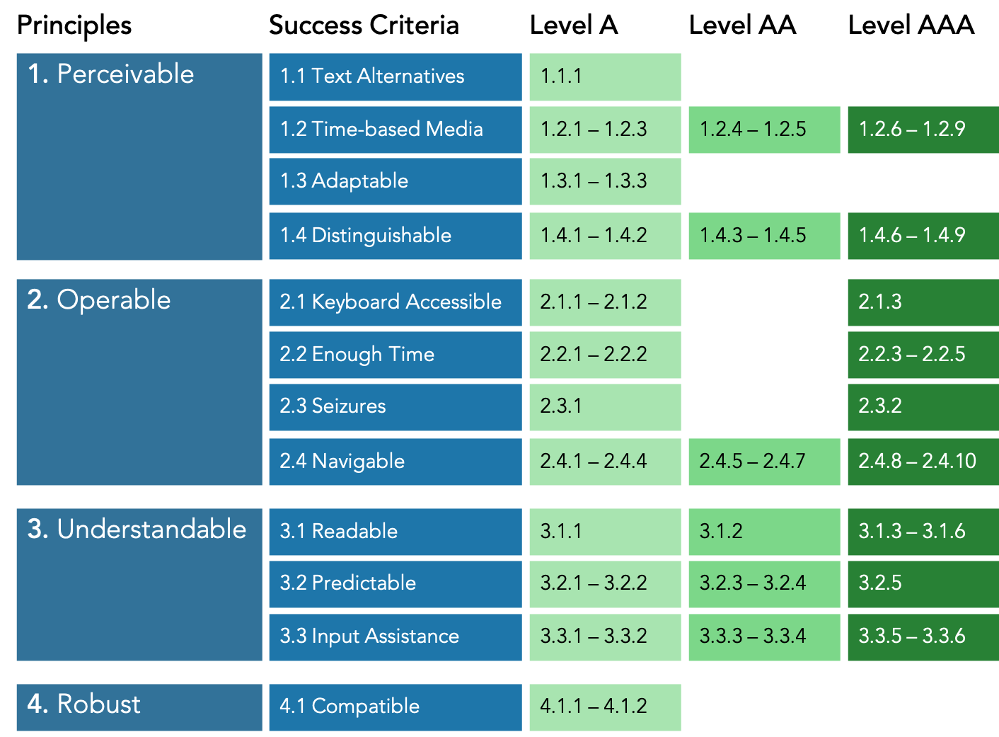 Principles Success Criteria Level A Level AA Level AAA
1. Perceivable 1.1 Text Alternatives 1.1.1
1.2 Time-based Media 1.2.1 – 1.2.3 1.2.4 – 1.2.5 1.2.6 – 1.2.9
1.3 Adaptable 1.3.1 – 1.3.3
1.4 Distinguishable 1.4.1 – 1.4.2 1.4.3 – 1.4.5 1.4.6 – 1.4.9
2. Operable 2.1 Keyboard Accessible 2.1.1 – 2.1.2 2.1.3
2.2 Enough Time 2.2.1 – 2.2.2 2.2.3 – 2.2.5
2.3 Seizures 2.3.1 2.3.2
2.4 Navigable 2.4.1 – 2.4.4 2.4.5 – 2.4.7 2.4.8 – 2.4.10
3. Understandable 3.1 Readable 3.1.1 3.1.2 3.1.3 – 3.1.6
3.2 Predictable 3.2.1 – 3.2.2 3.2.3 – 3.2.4 3.2.5
3.3 Input Assistance 3.3.1 – 3.3.2 3.3.3 – 3.3.4 3.3.5 – 3.3.6
4. Robust 4.1 Compatible 4.1.1 – 4.1.2